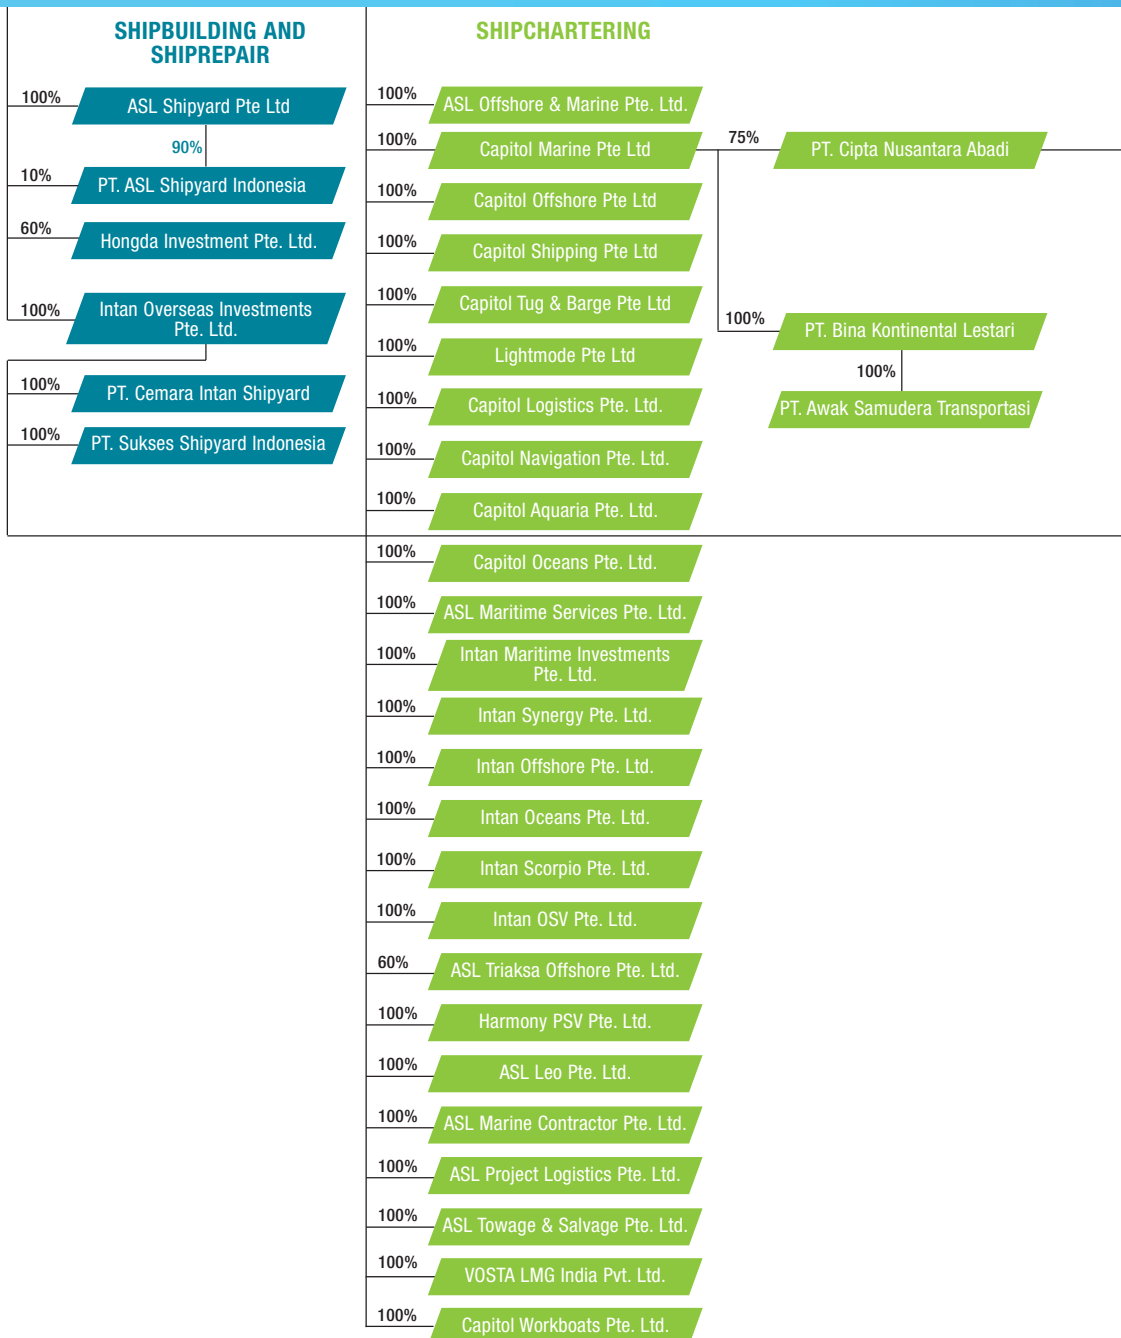 SHIPBUILDING AND
SHIPREPAIR
100%
ASL Shipyard Pte Ltd
90%
10%
PT. ASL Shipyard Indonesia
60%
Hongda Investment Pte. Ltd.
100%
Intan Overseas Investments
Pte. Ltd.
100%
PT. Cemara Intan Shipyard
100%
PT. Sukses Shipyard Indonesia
SHIPCHARTERING
100%
ASL Offshore & Marine Pte. Ltd.
100%
Capitol Marine Pte Ltd
75%
PT. Cipta Nusantara Abadi
100%
Capitol Offshore Pte Ltd
100%
Capitol Shipping Pte Ltd
100%
Capitol Tug & Barge Pte Ltd
100%
PT. Bina Kontinental Lestari
100%
Lightmode Pte Ltd
100%
PT. Awak Samudera Transportasi
100%
Capitol Logistics Pte. Ltd.
100%
Capitol Navigation Pte. Ltd.
100%
Capitol Aquaria Pte. Ltd.
100%
Capitol Oceans Pte. Ltd.
100%
ASL Maritime Services Pte. Ltd.
100%
Intan Maritime Investments
Pte. Ltd.
100%
Intan Synergy Pte. Ltd.
100%
Intan Offshore Pte. Ltd.
100%
Intan Oceans Pte. Ltd.
100%
Intan Scorpio Pte. Ltd.
100%
Intan OSV Pte. Ltd.
60%
ASL Triaksa Offshore Pte. Ltd.
100%
Harmony PSV Pte. Ltd.
100%
ASL Leo Pte. Ltd.
100%
ASL Marine Contractor Pte. Ltd.
100%
ASL Project Logistics Pte. Ltd.
100%
ASL Towage & Salvage Pte. Ltd.
100%
VOSTA LMG India Pvt. Ltd.
100%
Capitol Workboats Pte. Ltd.